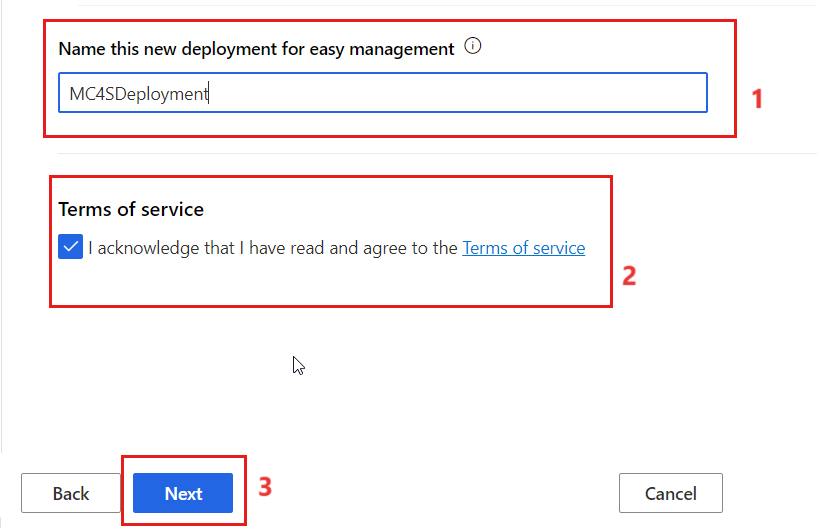 Name this new deployment for easy management
MC4SDeployment
1
Terms of service
I acknowledge that I have read and agree to the Terms of service
2
Back
Next
3
Cancel